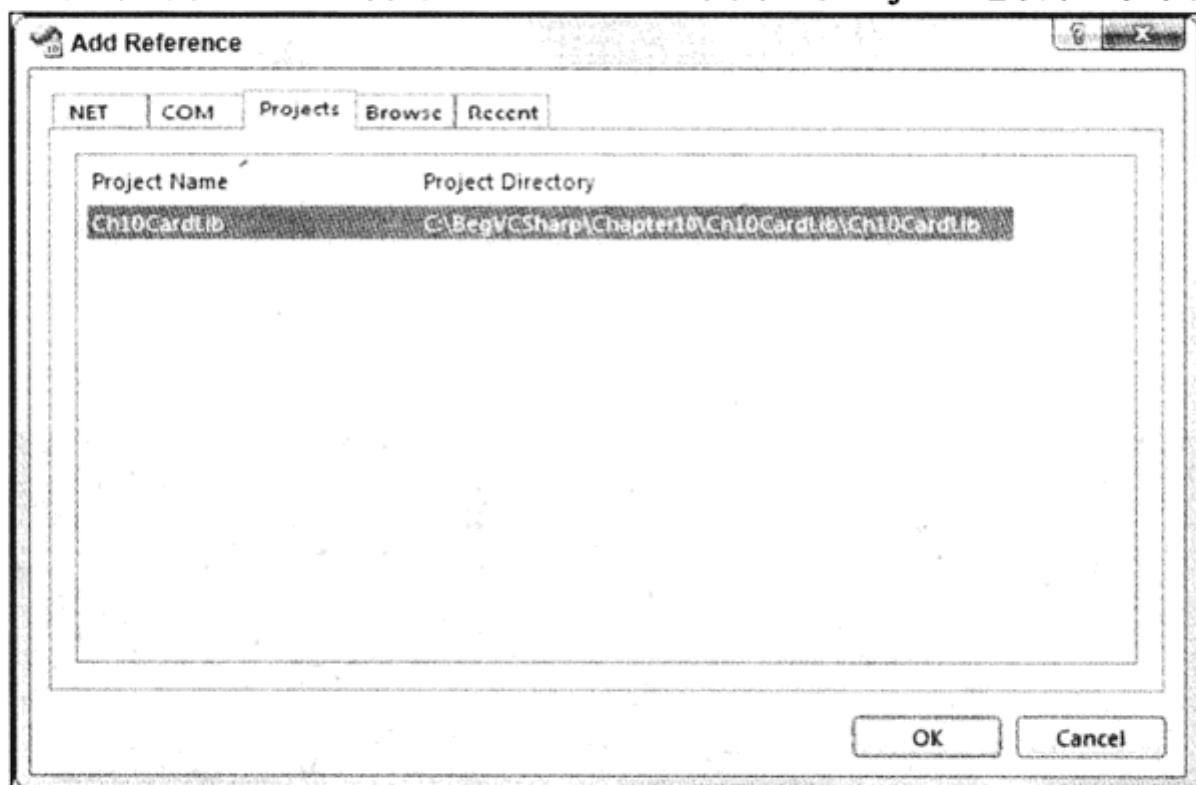 Add Reference
NET COM Projects Browse Recent
Project Name Project Directory
Ch10CardLib C:\BegVCSharp\Chapter10\Ch10CardLib\Ch10CardLib
OK Cancel